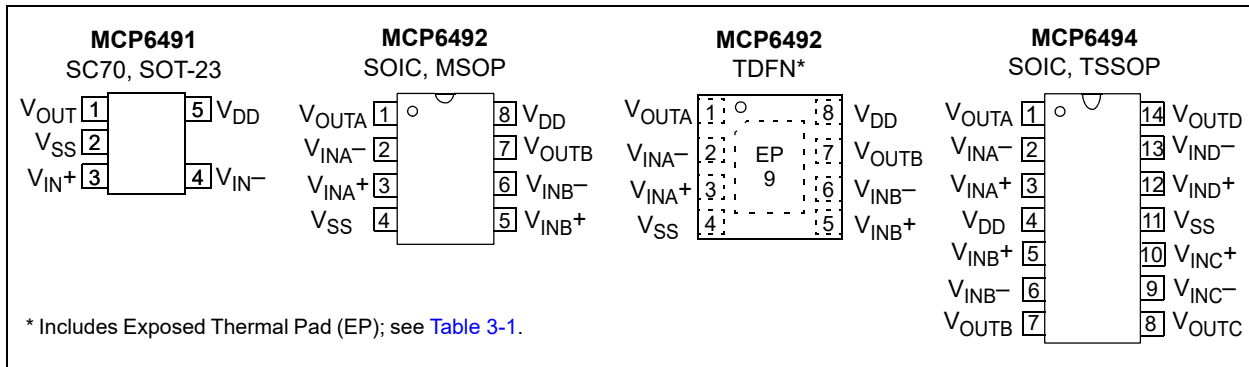 MCP6491
SC70, SOT-23
VOUT 1 5 VDD
VSS 2
VIN+ 3 4 VIN–
MCP6492
SOIC, MSOP
VOUTA 1 8 VDD
VINA– 2 7 VOUTB
VINA+ 3 6 VINB–
VSS 4 5 VINB+
MCP6492
TDFN*
VOUTA 1 8 VDD
VINA– 2 EP 7 VOUTB
VINA+ 3 9 6 VINB–
VSS 4 5 VINB+
MCP6494
SOIC, TSSOP
VOUTA 1 14 VOUTD
VINA– 2 13 VIND–
VINA+ 3 12 VIND+
VDD 4 11 VSS
VINB+ 5 10 VINC+
VINB– 6 9 VINC–
VOUTB 7 8 VOUTC
* Includes Exposed Thermal Pad (EP); see Table 3-1.